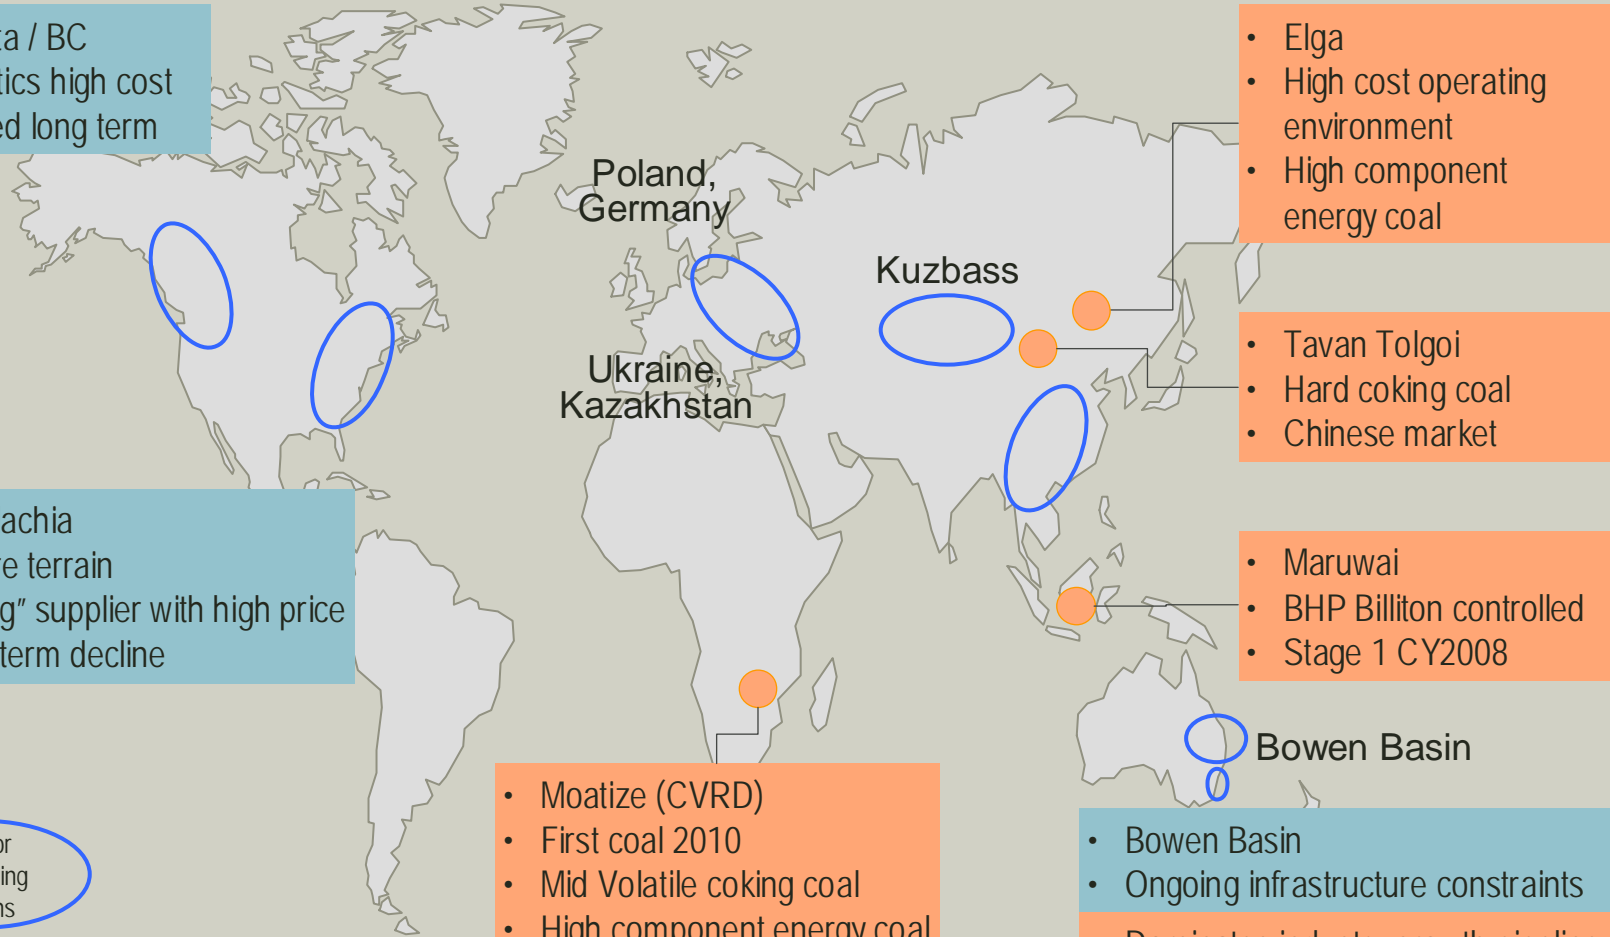 / BC
high cost
long term
• Elga
• High cost operating
environment
• High component
energy coal
Poland,
Germany
Kuzbass
• Tavan Tolgoi
• Hard coking coal
• Chinese market
Ukraine,
Kazakhstan
terrain
supplier with high price
term decline
• Maruwai
• BHP Billiton controlled
• Stage 1 CY2008
Bowen Basin
• Moatize (CVRD)
• First coal 2010
• Mid Volatile coking coal
• High component energy coal
• Bowen Basin
• Ongoing infrastructure constraints